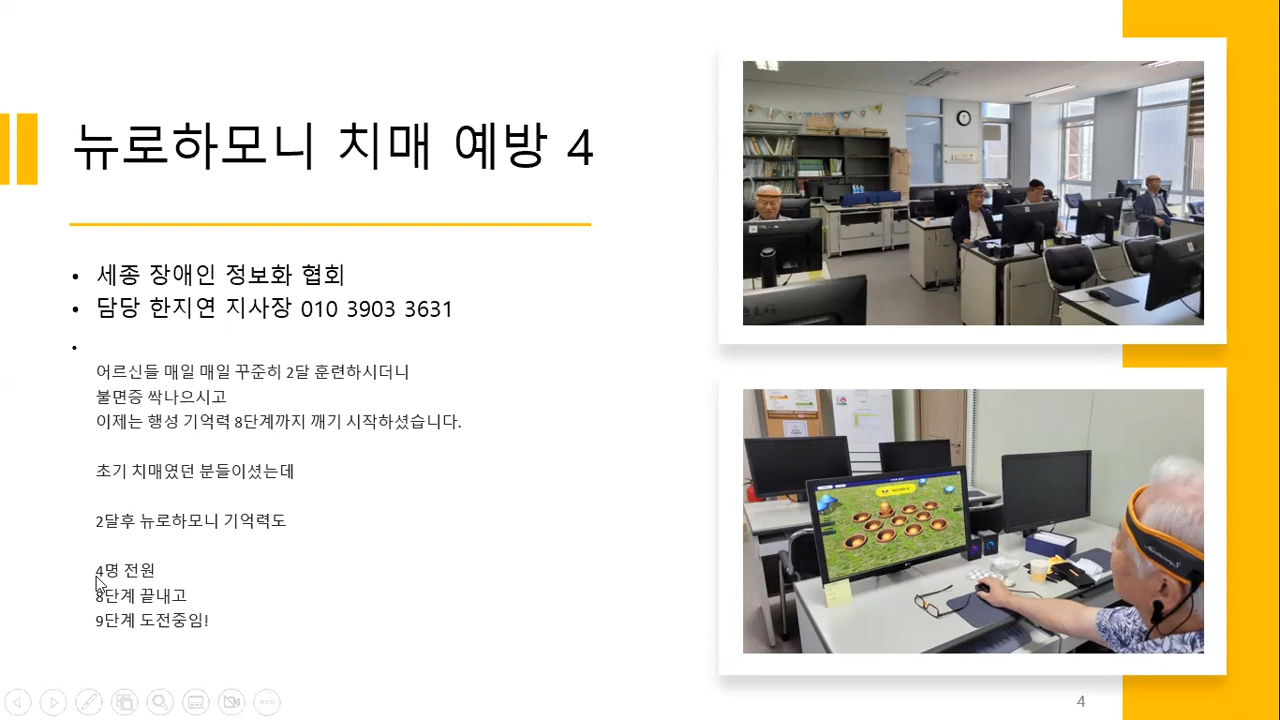 뉴로하모니 치매 예방 4
• 세종 장애인 정보화 협회
• 담당 한지연 지사장 010 3903 3631
•
어르신들 매일 매일 꾸준히 2달 훈련하시더니
불면증 싹나으시고
이제는 행성 기억력 8단계까지 깨기 시작하셨습니다.
초기 치매였던 분들이셨는데
2달후 뉴로하모니 기억력도
4명 전원
8단계 끝내고
9단계 도전중임!
4